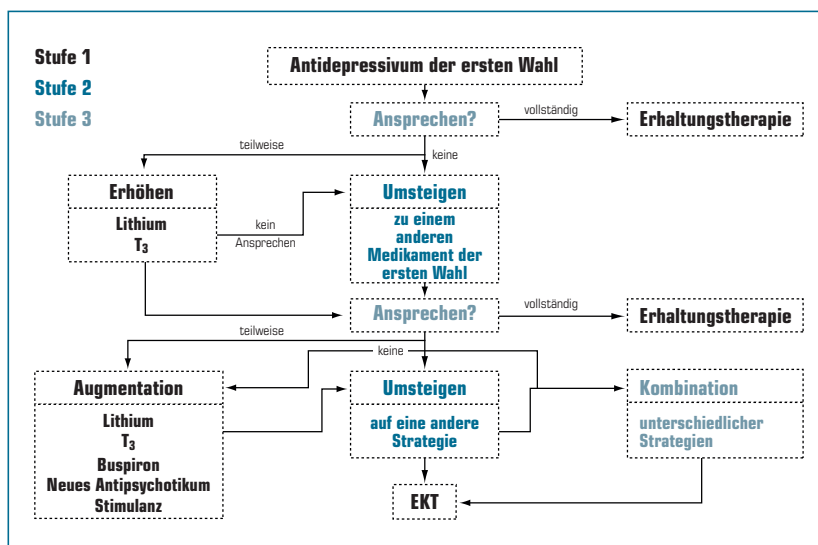 Stufe 1
Stufe 2
Stufe 3
Antidepressivum der ersten Wahl
Ansprechen?
vollständig
Erhaltungstherapie
teilweise
keine
Erhöhen
Lithium
T₃
kein
Ansprechen
Umsteigen
zu einem
anderen
Medikament der
ersten Wahl
Ansprechen?
vollständig
Erhaltungstherapie
teilweise
keine
Augmentation
Lithium
T₃
Buspiron
Neues Antipsychotikum
Stimulanz
Umsteigen
auf eine andere
Strategie
Kombination
unterschiedlicher
Strategien
EKT